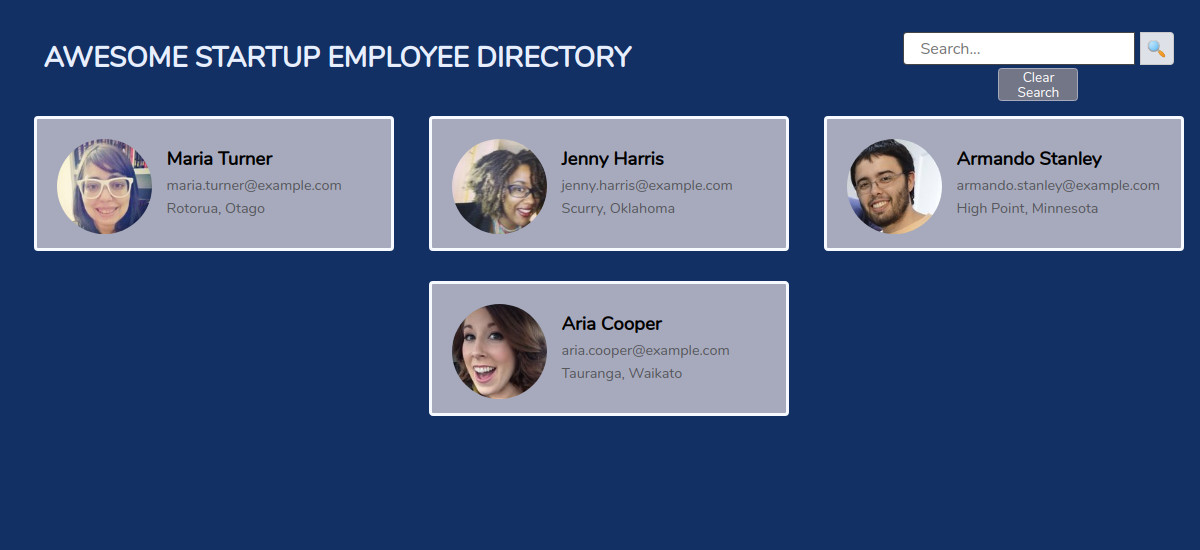 AWESOME STARTUP EMPLOYEE DIRECTORY
Search...
Clear
Search
Maria Turner
maria.turner@example.com
Rotorua, Otago
Jenny Harris
jenny.harris@example.com
Scurry, Oklahoma
Armando Stanley
armando.stanley@example.com
High Point, Minnesota
Aria Cooper
aria.cooper@example.com
Tauranga, Waikato